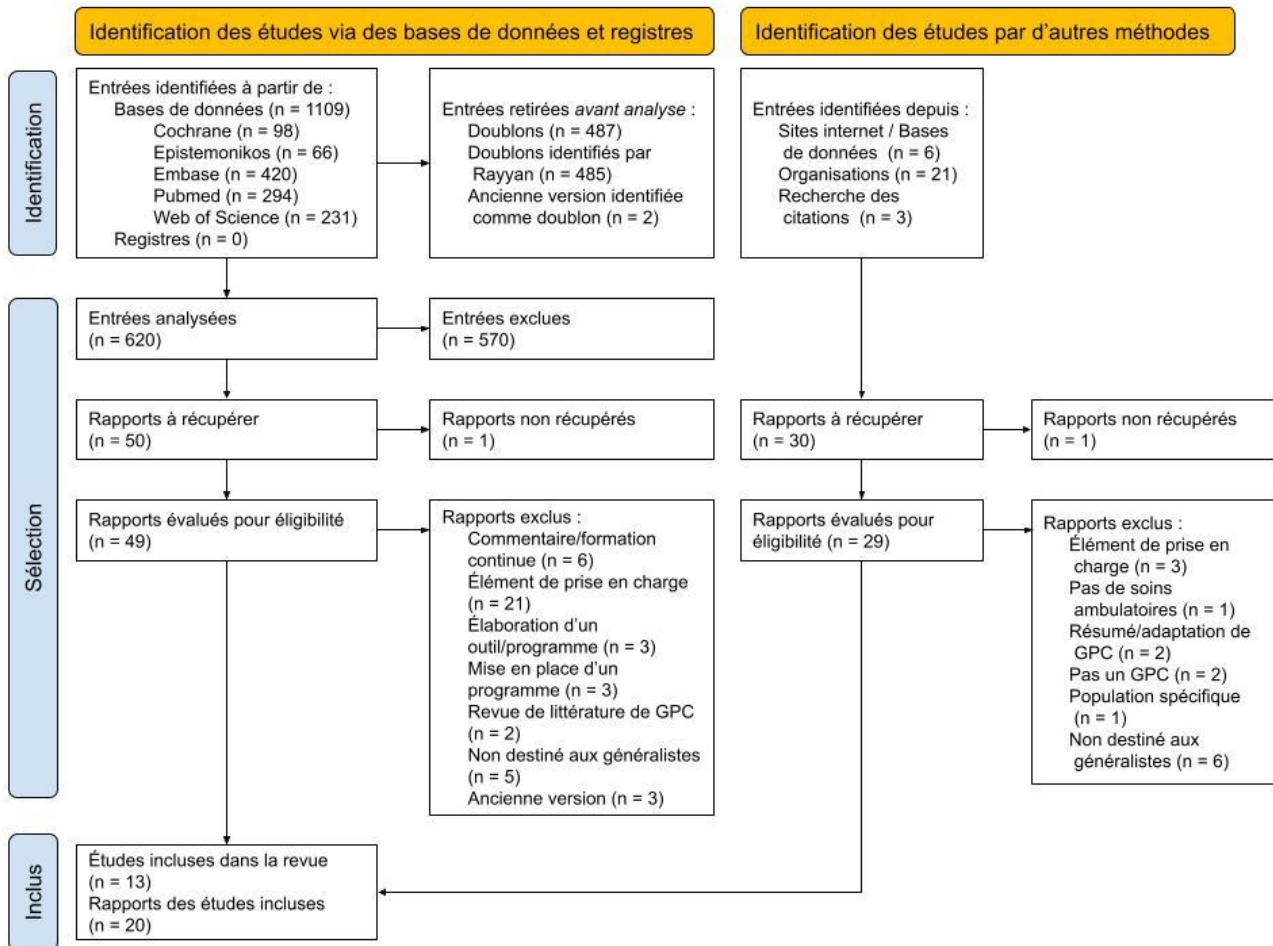 Identification des études via des bases de données et registres
Identification des études par d'autres méthodes
Identification
Entrées identifiées à partir de :
Bases de données (n = 1109)
Cochrane (n = 98)
Epistemonikos (n = 66)
Embase (n = 420)
Pubmed (n = 294)
Web of Science (n = 231)
Registres (n = 0)
Entrées retirées avant analyse :
Doublons (n = 487)
Doublons identifiés par
Rayyan (n = 485)
Ancienne version identifiée
comme doublon (n = 2)
Entrées identifiées depuis :
Sites internet / Bases
de données (n = 6)
Organisations (n = 21)
Recherche des
citations (n = 3)
Sélection
Entrées analysées
(n = 620)
Entrées exclues
(n = 570)
Rapports à récupérer
(n = 50)
Rapports non récupérés
(n = 1)
Rapports à récupérer
(n = 30)
Rapports non récupérés
(n = 1)
Rapports évalués pour éligibilité
(n = 49)
Rapports exclus :
Commentaire/formation
continue (n = 6)
Élément de prise en charge
(n = 21)
Élaboration d'un
outil/programme (n = 3)
Mise en place d'un
programme (n = 3)
Revue de littérature de GPC
(n = 2)
Non destiné aux généralistes
(n = 5)
Ancienne version (n = 3)
Rapports évalués pour
éligibilité (n = 29)
Rapports exclus :
Élément de prise en
charge (n = 3)
Pas de soins
ambulatoires (n = 1)
Résumé/adaptation de
GPC (n = 2)
Pas un GPC (n = 2)
Population spécifique
(n = 1)
Non destiné aux
généralistes (n = 6)
Inclus
Études incluses dans la revue
(n = 13)
Rapports des études incluses
(n = 20)